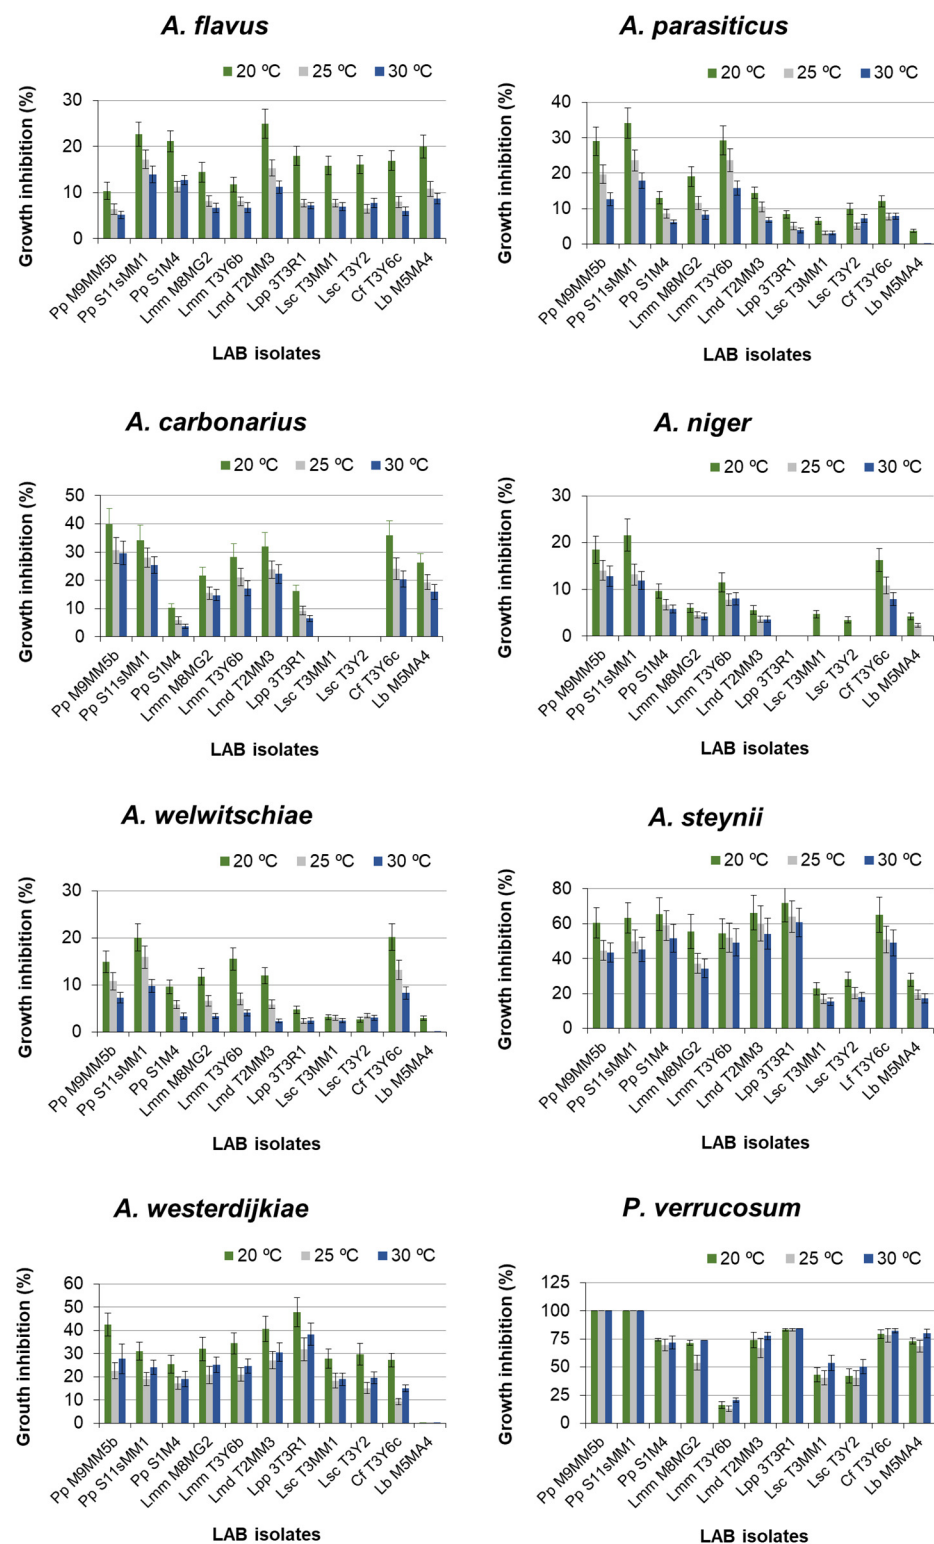 A. flavus
20 ºC 25 ºC 30 ºC
Growth inhibition (%)
30
20
10
0
Pp M9MM5b
Pp S11sMM1
Pp S1M4
Lmm M8MG2
Lmm T3Y6b
Lmd T2MM3
Lpp 3T3R1
Lsc T3MM1
Lsc T3Y2
Cf T3Y6c
Lb M5MA4
LAB isolates
A. parasiticus
20 ºC 25 ºC 30 ºC
Growth inhibition (%)
40
30
20
10
0
Pp M9MM5b
Pp S11sMM1
Pp S1M4
Lmm M8MG2
Lmm T3Y6b
Lmd T2MM3
Lpp 3T3R1
Lsc T3MM1
Lsc T3Y2
Cf T3Y6c
Lb M5MA4
LAB isolates
A. carbonarius
20 ºC 25 ºC 30 ºC
Growth inhibition (%)
50
40
30
20
10
0
Pp M9MM5b
Pp S11sMM1
Pp S1M4
Lmm M8MG2
Lmm T3Y6b
Lmd T2MM3
Lpp 3T3R1
Lsc T3MM1
Lsc T3Y2
Cf T3Y6c
Lb M5MA4
LAB isolates
A. niger
20 ºC 25 ºC 30 ºC
Growth inhibition (%)
30
20
10
0
Pp M9MM5b
Pp S11sMM1
Pp S1M4
Lmm M8MG2
Lmm T3Y6b
Lmd T2MM3
Lpp 3T3R1
Lsc T3MM1
Lsc T3Y2
Cf T3Y6c
Lb M5MA4
LAB isolates
A. welwitschiae
20 ºC 25 ºC 30 ºC
Growth inhibition (%)
30
20
10
0
Pp M9MM5b
Pp S11sMM1
Pp S1M4
Lmm M8MG2
Lmm T3Y6b
Lmd T2MM3
Lpp 3T3R1
Lsc T3MM1
Lsc T3Y2
Cf T3Y6c
Lb M5MA4
LAB isolates
A. steynii
20 ºC 25 ºC 30 ºC
Growth inhibition (%)
80
60
40
20
0
Pp M9MM5b
Pp S11sMM1
Pp S1M4
Lmm M8MG2
Lmm T3Y6b
Lmd T2MM3
Lpp 3T3R1
Lsc T3MM1
Lsc T3Y2
Lf T3Y6c
Lb M5MA4
LAB isolates
A. westerdijkiae
20 ºC 25 ºC 30 ºC
Grouth inhibition (%)
60
50
40
30
20
10
0
Pp M9MM5b
Pp S11sMM1
Pp S1M4
Lmm M8MG2
Lmm T3Y6b
Lmd T2MM3
Lpp 3T3R1
Lsc T3MM1
Lsc T3Y2
Cf T3Y6c
Lb M5MA4
LAB isolates
P. verrucosum
20 ºC 25 ºC 30 ºC
Growth inhibition (%)
125
100
75
50
25
0
Pp M9MM5b
Pp S11sMM1
Pp S1M4
Lmm M8MG2
Lmm T3Y6b
Lmd T2MM3
Lpp 3T3R1
Lsc T3MM1
Lsc T3Y2
Cf T3Y6c
Lb M5MA4
LAB isolates